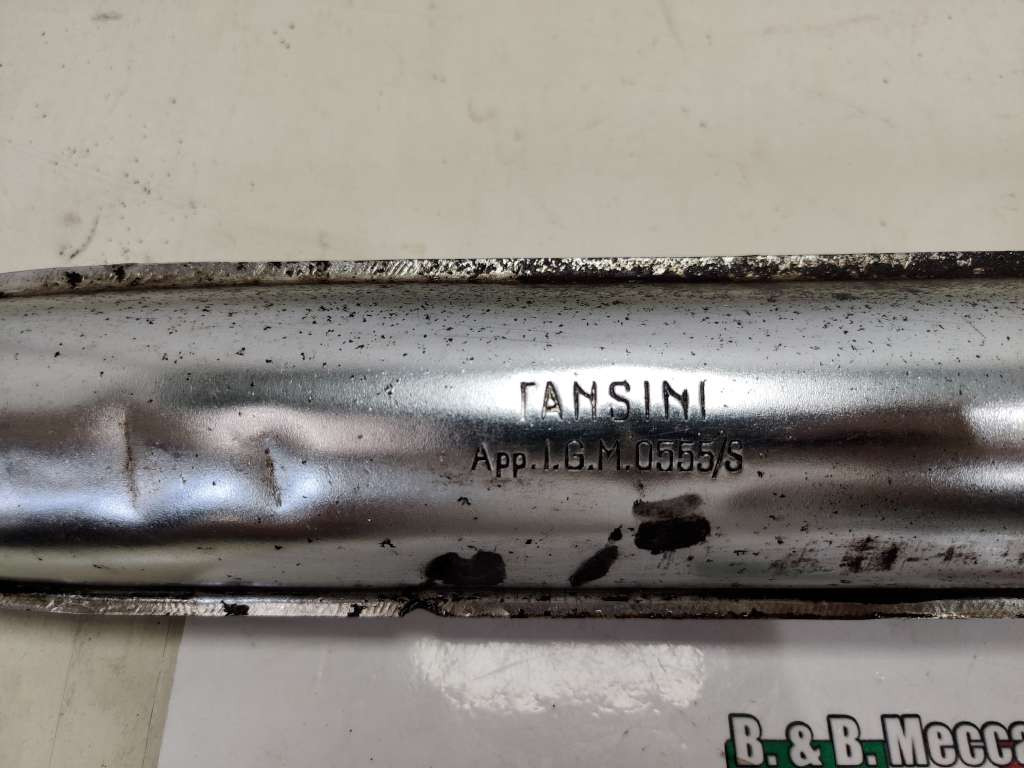 TANSINI
App.I.G.M.0555/S
B. & B. Mecca